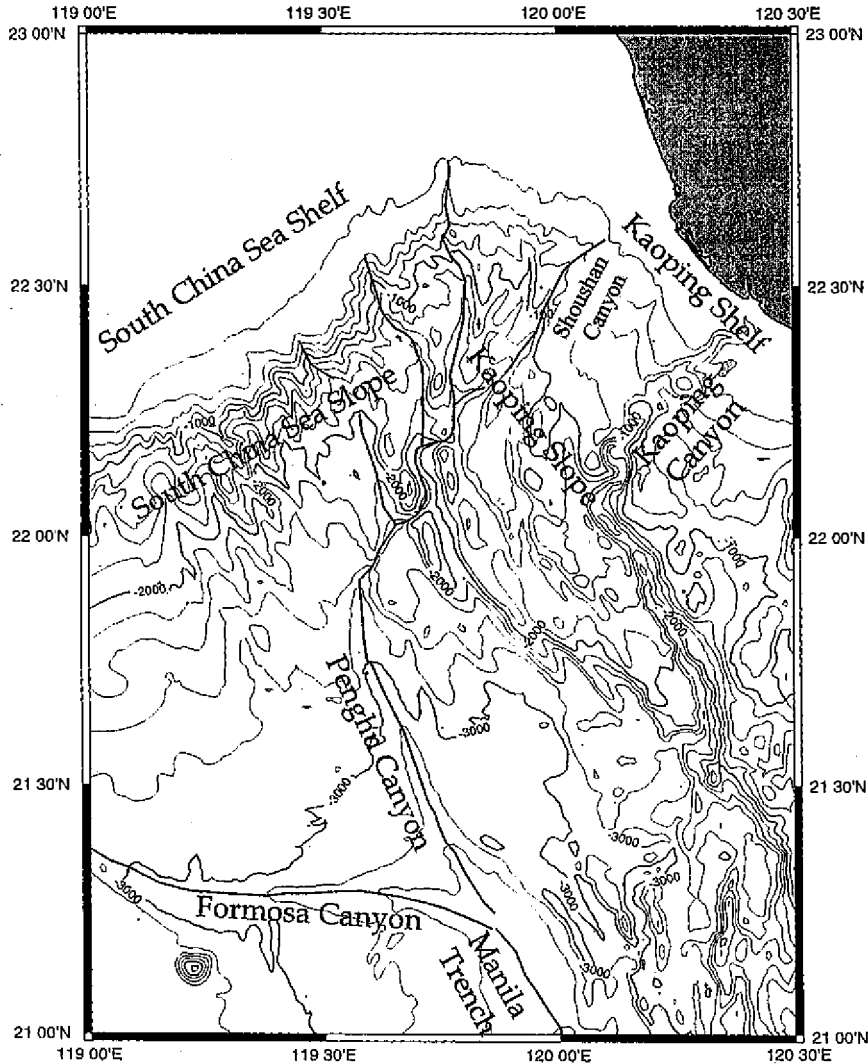 119 00'E 119 30'E 120 00'E 120 30'E
23 00'N 23 00'N
South China Sea Shelf
Kaoping Shelf
22 30'N 22 30'N
Shoushan
Canyon
-1000
South China Sea Slope
Kaoping Slope
Kaoping
Canyon
-1000
-1000
-2000
-2000
22 00'N 22 00'N
-1000
-2000
-2000
-2000
-2000
Penghu Canyon
-3000
-3000
21 30'N 21 30'N
-3000
-3000
-3000
-3000
Formosa Canyon
Manila
Trench
-3000
21 00'N 21 00'N
119 00'E 119 30'E 120 00'E 120 30'E